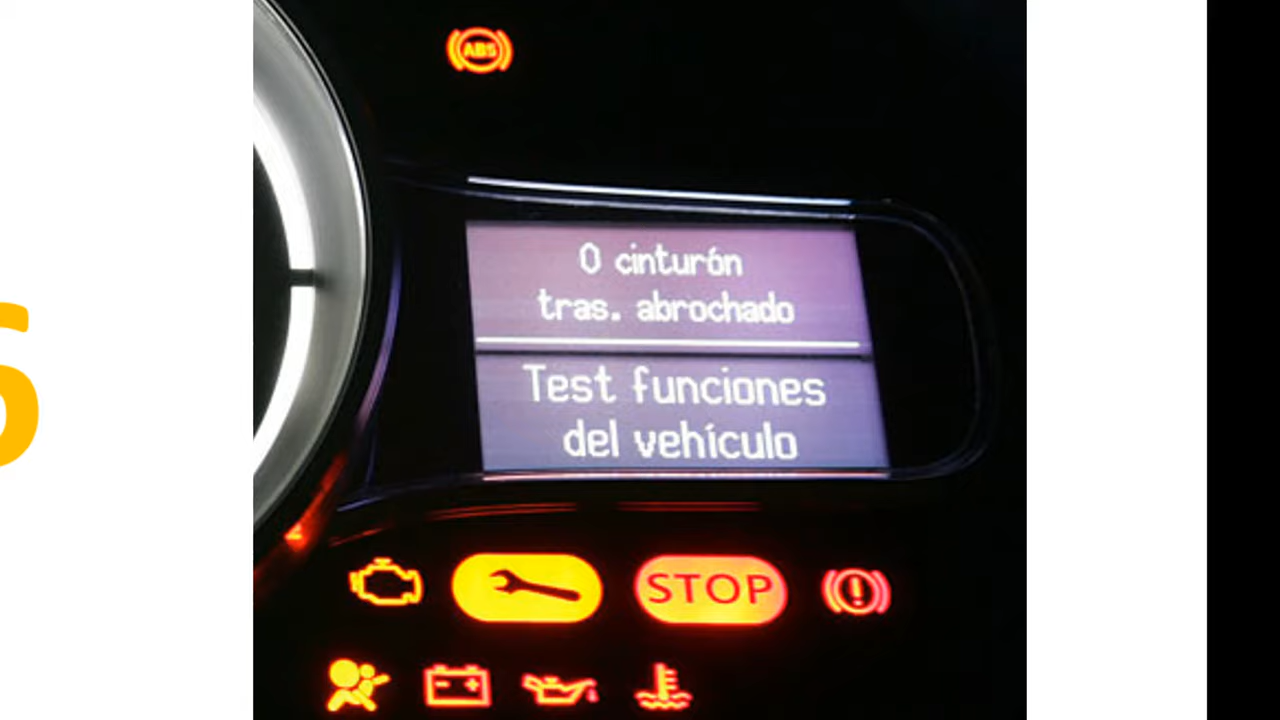 ABS
0 cinturón
tras. abrochado
Test funciones
del vehículo
STOP